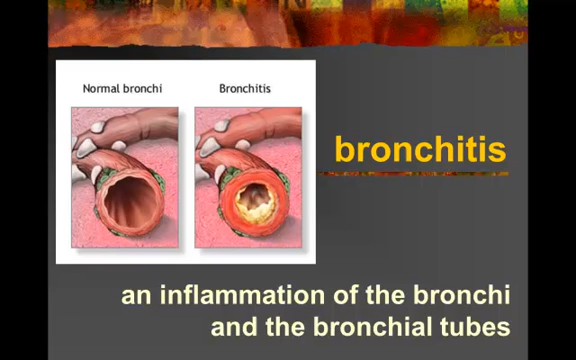 Normal bronchi
Bronchitis
bronchitis
an inflammation of the bronchi
and the bronchial tubes